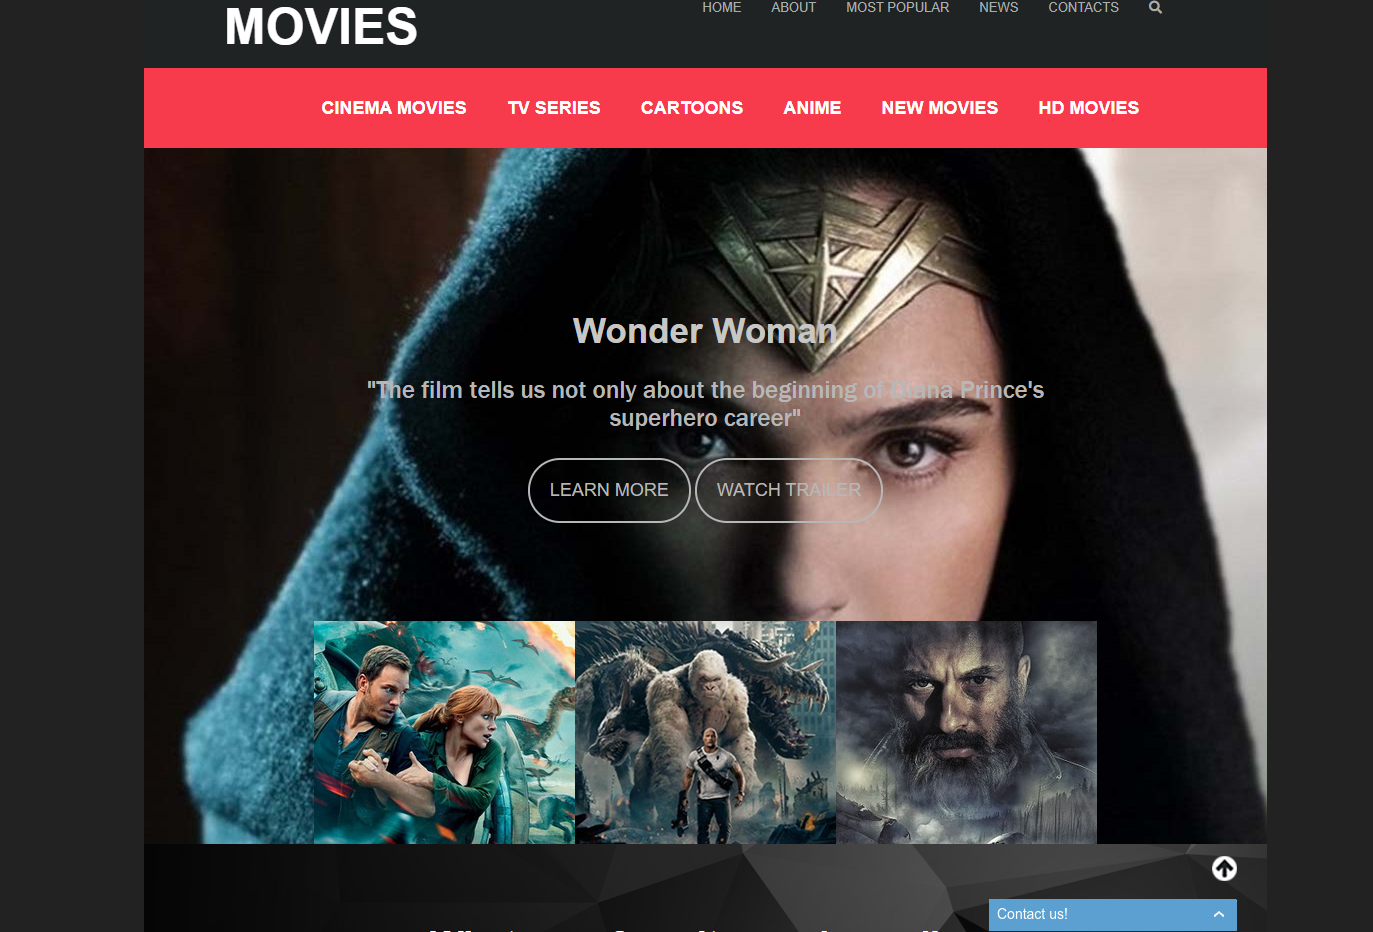 MOVIES
HOME ABOUT MOST POPULAR NEWS CONTACTS
CINEMA MOVIES TV SERIES CARTOONS ANIME NEW MOVIES HD MOVIES
Wonder Woman
"The film tells us not only about the beginning of Diana Prince's
superhero career"
LEARN MORE WATCH TRAILER
Contact us!